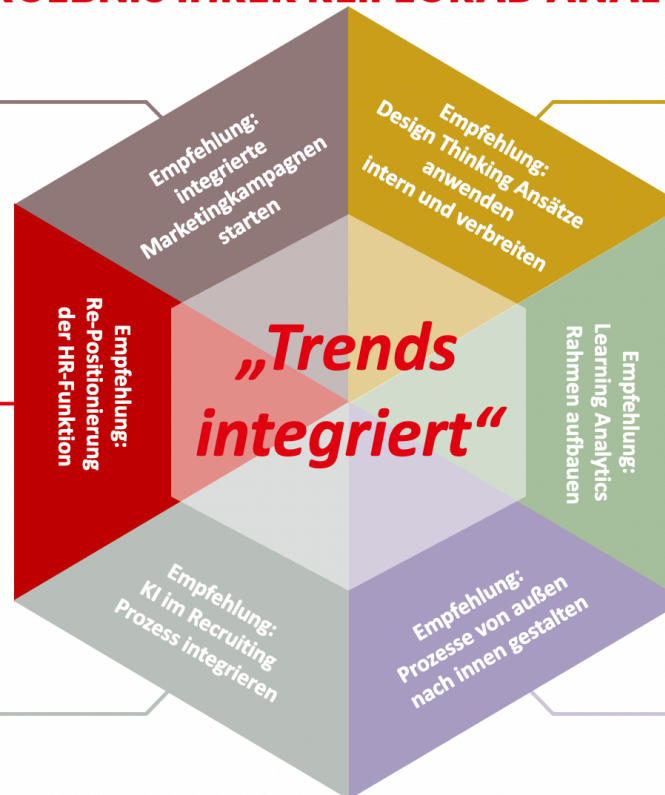 IHRER
Empfehlung:
integrierte
Marketingkampagnen
starten
Empfehlung:
Design Thinking Ansätze
anwenden
intern und verbreiten
Empfehlung:
Re-Positionierung
der HR-Funktion
„Trends
integriert“
Empfehlung:
Learning Analytics
Rahmen aufbauen
Empfehlung:
KI im Recruiting
Prozess integrieren
Empfehlung:
Prozesse von außen
nach innen gestalten